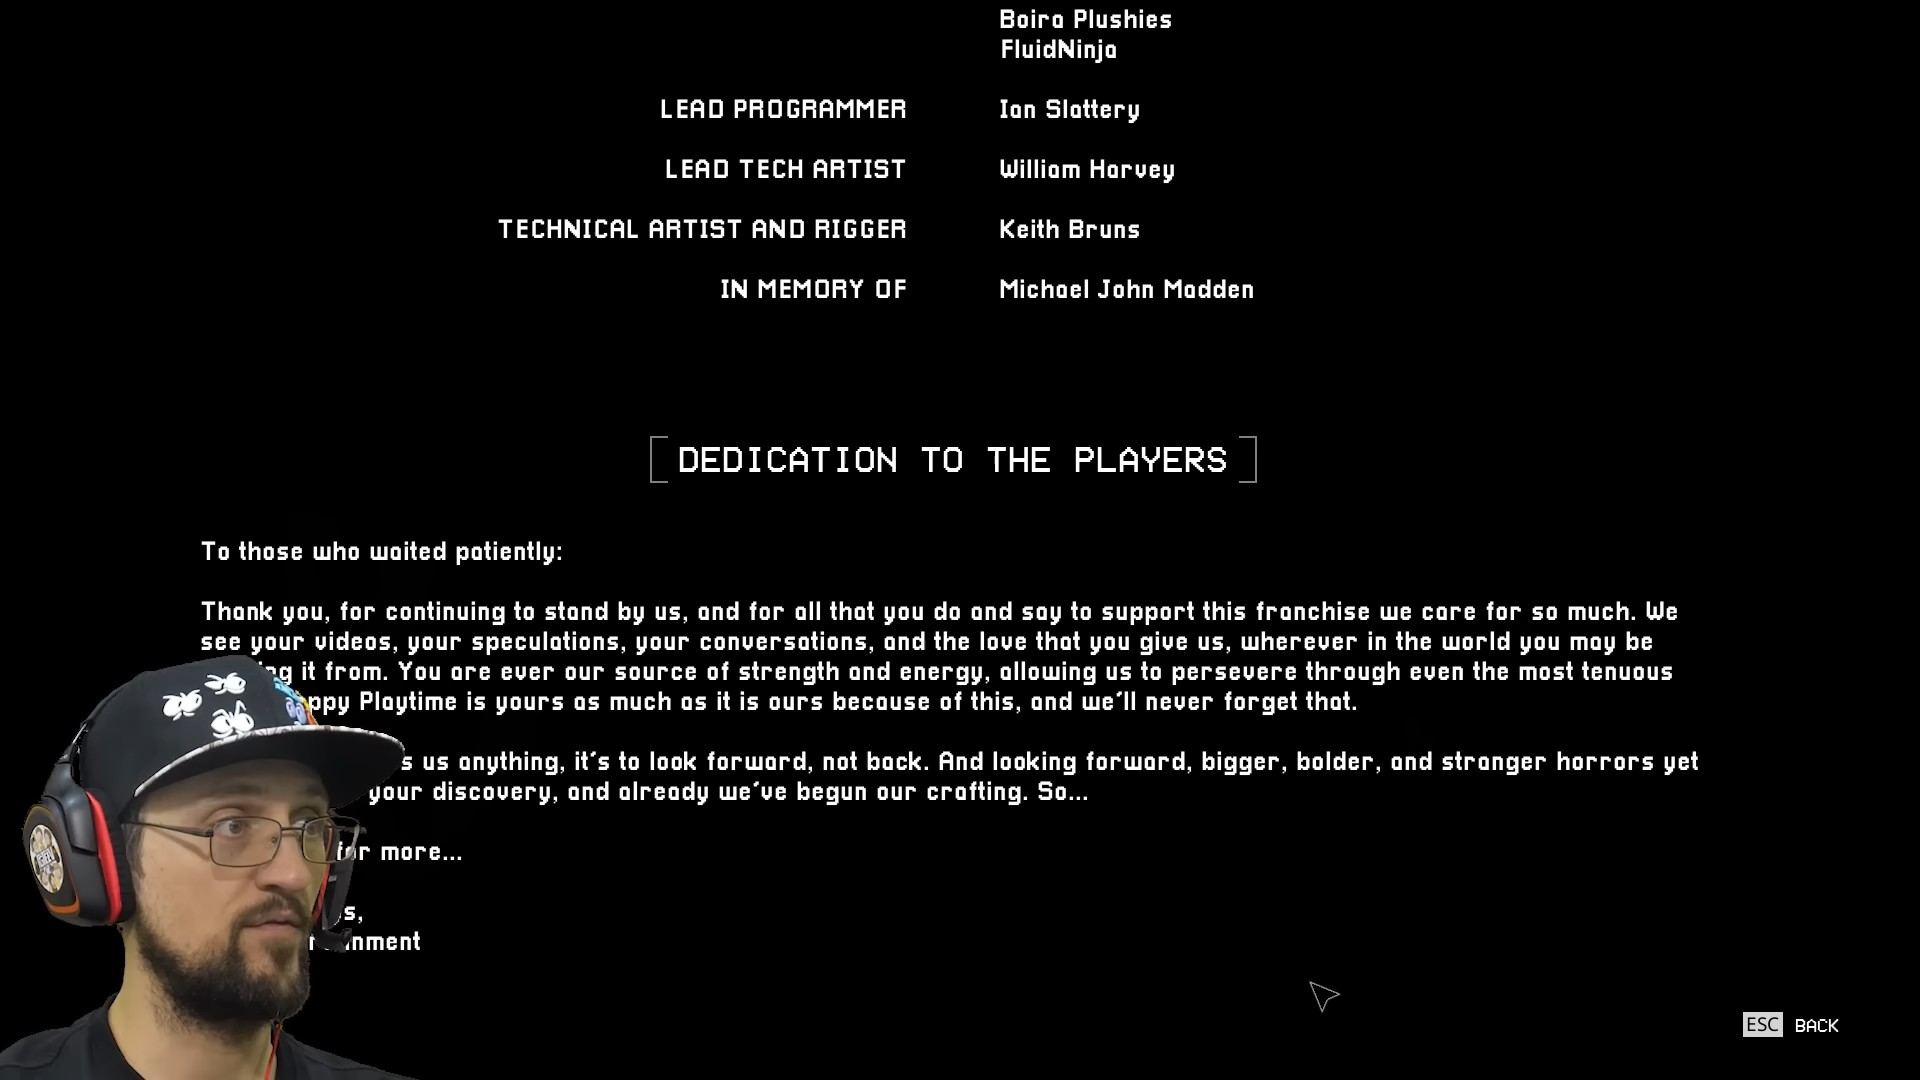 Boira Plushies
FluidNinja
LEAD PROGRAMMER Ian Slattery
LEAD TECH ARTIST William Harvey
TECHNICAL ARTIST AND RIGGER Keith Bruns
IN MEMORY OF Michael John Madden
DEDICATION TO THE PLAYERS
To those who waited patiently:
Thank you, for continuing to stand by us, and for all that you do and say to support this franchise we care for so much. We
see your videos, your speculations, your conversations, and the love that you give us, wherever in the world you may be
it from. You are ever our source of strength and energy, allowing us to persevere through even the most tenuous
Playtime is yours as much as it is ours because of this, and we'll never forget that.
us anything, it's to look forward, not back. And looking forward, bigger, bolder, and stranger horrors yet
your discovery, and already we've begun our crafting. So...
for more...
ESC BACK